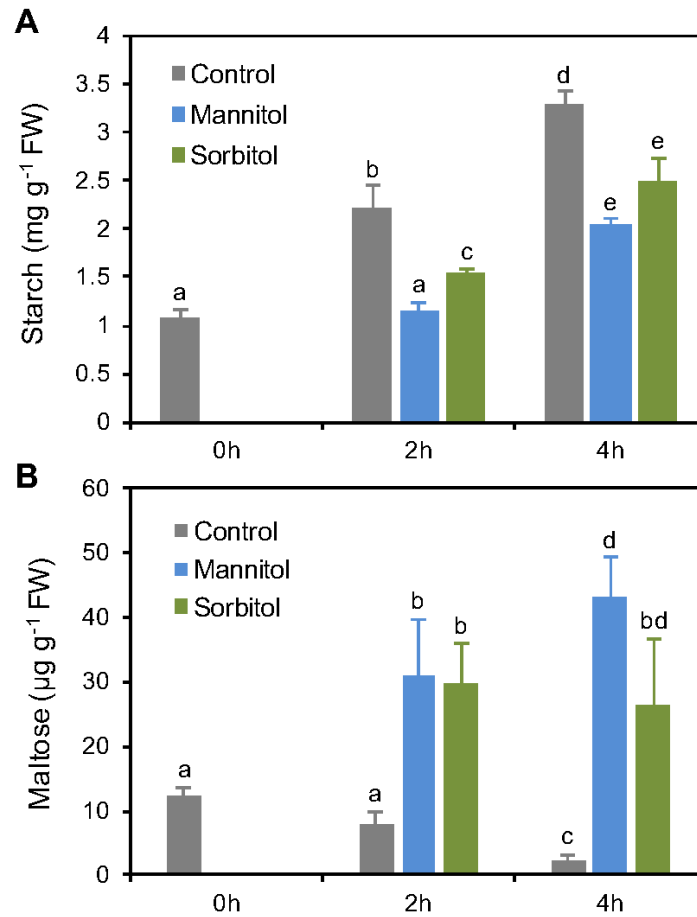 A
4
3.5
3
2.5
2
1.5
1
0.5
0
Starch (mg g⁻¹ FW)
Control
Mannitol
Sorbitol
a
b
a
c
d
e
e
0h
2h
4h
B
60
50
40
30
20
10
0
Maltose (µg g⁻¹ FW)
Control
Mannitol
Sorbitol
a
a
b
b
c
d
bd
0h
2h
4h